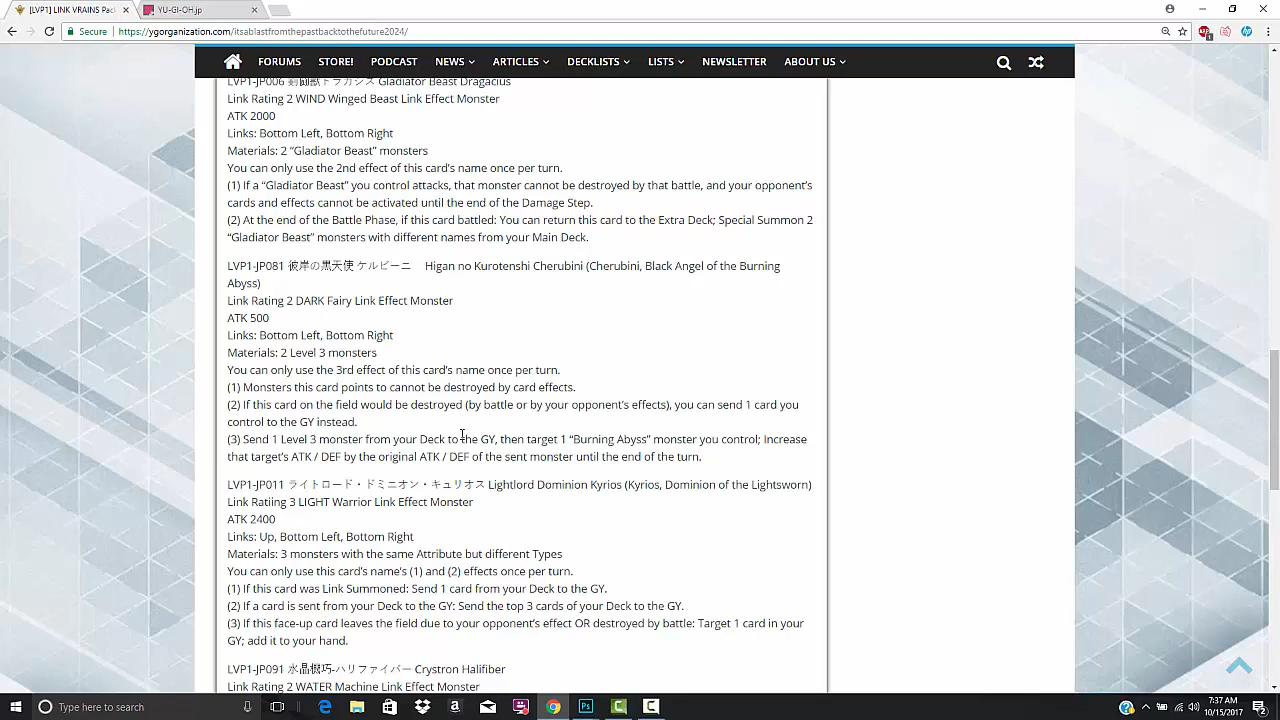 [LVP1] LINK VRAINS Pac
YU-GI-OH.jp
Secure
https://ygorganization.com/itsablastfromthepastbacktothefuture2024/
FORUMS STORE! PODCAST NEWS ARTICLES DECKLISTS LISTS NEWSLETTER ABOUT US
LVP1-JP006 剣闘獣ドラガシス Gladiator Beast Dragacius
Link Rating 2 WIND Winged Beast Link Effect Monster
ATK 2000
Links: Bottom Left, Bottom Right
Materials: 2 “Gladiator Beast” monsters
You can only use the 2nd effect of this card’s name once per turn.
(1) If a “Gladiator Beast” you control attacks, that monster cannot be destroyed by that battle, and your opponent’s
cards and effects cannot be activated until the end of the Damage Step.
(2) At the end of the Battle Phase, if this card battled: You can return this card to the Extra Deck; Special Summon 2
“Gladiator Beast” monsters with different names from your Main Deck.
LVP1-JP081 彼岸の黒天使 ケルビーニ Higan no Kurotenshi Cherubini (Cherubini, Black Angel of the Burning
Abyss)
Link Rating 2 DARK Fairy Link Effect Monster
ATK 500
Links: Bottom Left, Bottom Right
Materials: 2 Level 3 monsters
You can only use the 3rd effect of this card’s name once per turn.
(1) Monsters this card points to cannot be destroyed by card effects.
(2) If this card on the field would be destroyed (by battle or by your opponent’s effects), you can send 1 card you
control to the GY instead.
(3) Send 1 Level 3 monster from your Deck to the GY, then target 1 “Burning Abyss” monster you control; Increase
that target’s ATK / DEF by the original ATK / DEF of the sent monster until the end of the turn.
LVP1-JP011 ライトロード・ドミニオン・キュリオス Lightlord Dominion Kyrios (Kyrios, Dominion of the Lightsworn)
Link Ratiing 3 LIGHT Warrior Link Effect Monster
ATK 2400
Links: Up, Bottom Left, Bottom Right
Materials: 3 monsters with the same Attribute but different Types
You can only use this card’s name’s (1) and (2) effects once per turn.
(1) If this card was Link Summoned: Send 1 card from your Deck to the GY.
(2) If a card is sent from your Deck to the GY: Send the top 3 cards of your Deck to the GY.
(3) If this face-up card leaves the field due to your opponent’s effect OR destroyed by battle: Target 1 card in your
GY; add it to your hand.
LVP1-JP091 水晶機巧-ハリファイバー Crystron Halifiber
Link Rating 2 WATER Machine Link Effect Monster
Type here to search
7:37 AM
10/15/2017